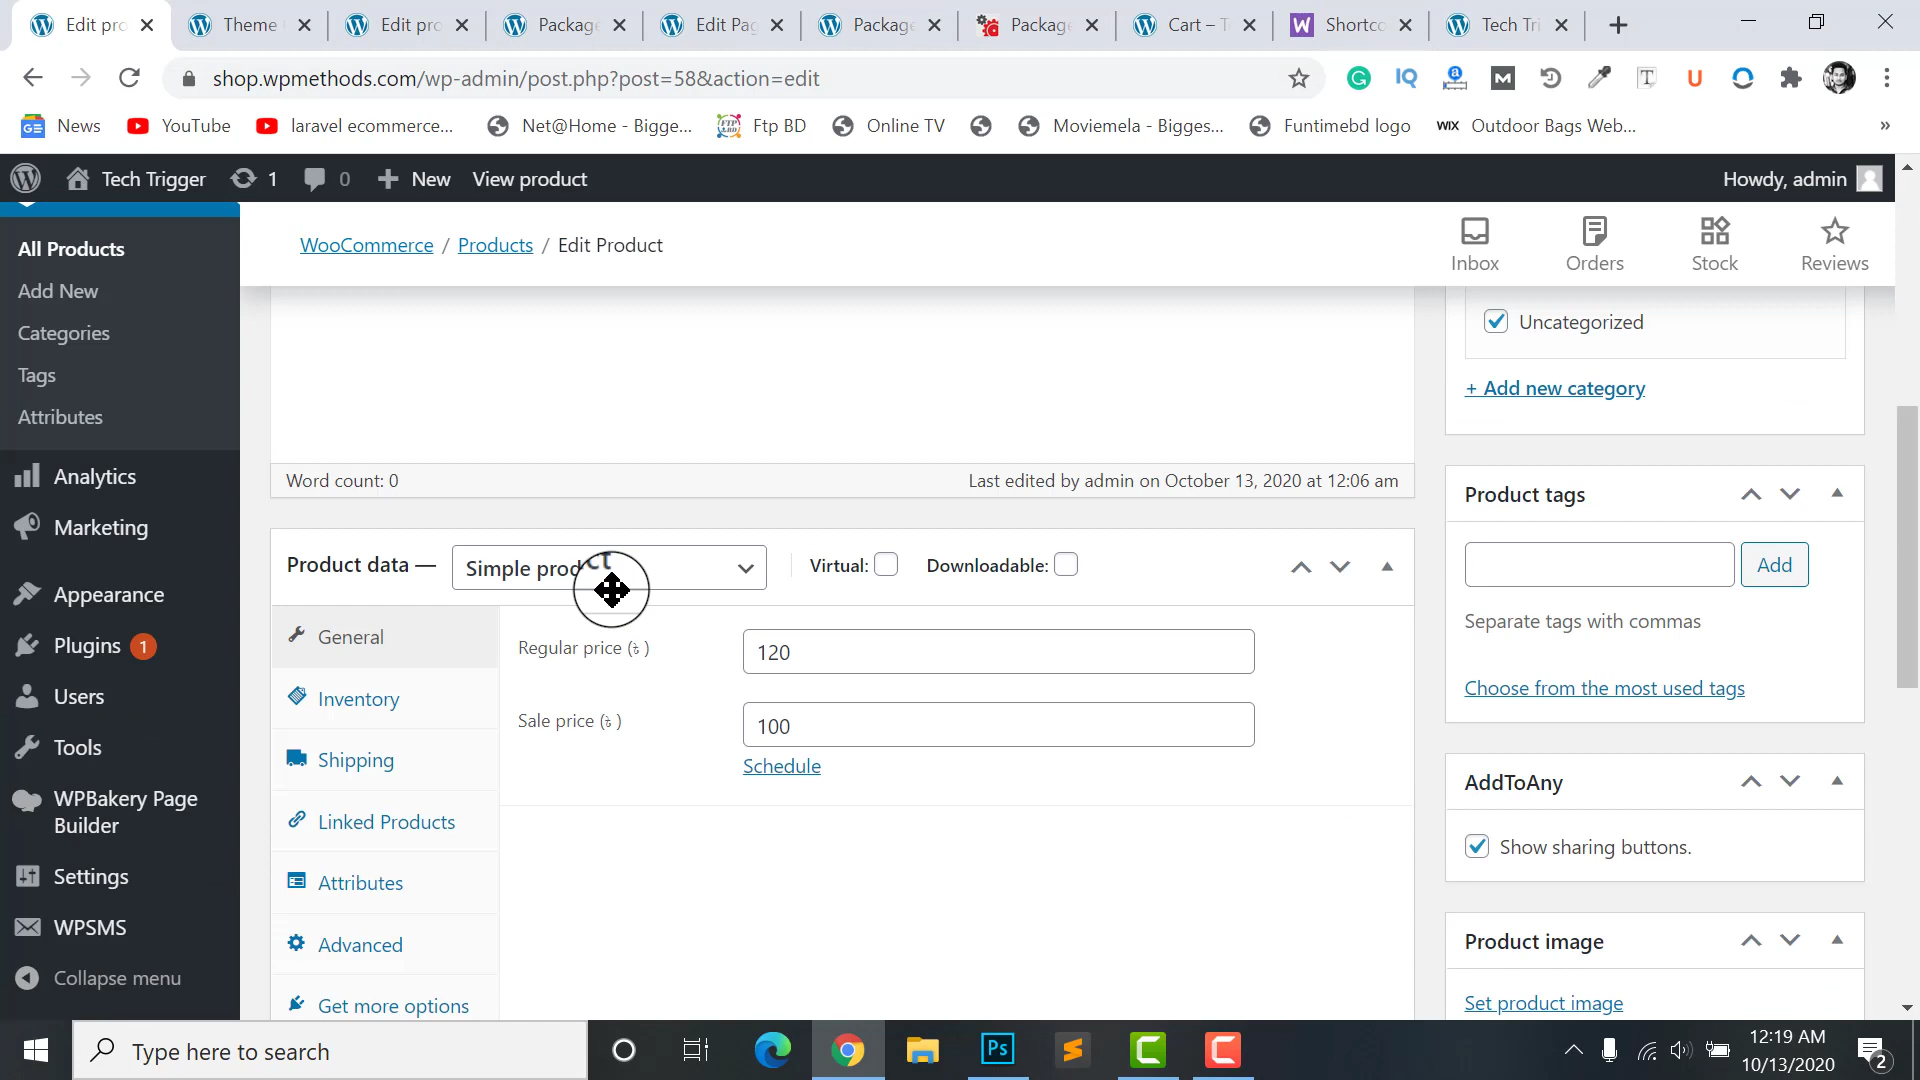 Edit pro
Theme
Edit pro
Package
Edit Pag
Package
Package
Cart – T
Shortco
Tech Tri
shop.wpmethods.com/wp-admin/post.php?post=58&action=edit
News
YouTube
laravel ecommerce...
Net@Home - Bigge...
Ftp BD
Online TV
Moviemela - Bigges...
Funtimebd logo
WIX Outdoor Bags Web...
»
Tech Trigger 1 0 + New View product Howdy, admin
All Products
Add New
Categories
Tags
Attributes
Analytics
Marketing
Appearance
Plugins 1
Users
Tools
WPBakery Page
Builder
Settings
WPSMS
Collapse menu
WooCommerce / Products / Edit Product
Inbox
Orders
Stock
Reviews
Word count: 0
Last edited by admin on October 13, 2020 at 12:06 am
Product data —
Simple product
Virtual:
Downloadable:
General
Inventory
Shipping
Linked Products
Attributes
Advanced
Get more options
Regular price (৳ )
120
Sale price (৳ )
100
Schedule
Uncategorized
+ Add new category
Product tags
Add
Separate tags with commas
Choose from the most used tags
AddToAny
Show sharing buttons.
Product image
Set product image
Type here to search
Ps
12:19 AM
10/13/2020
2